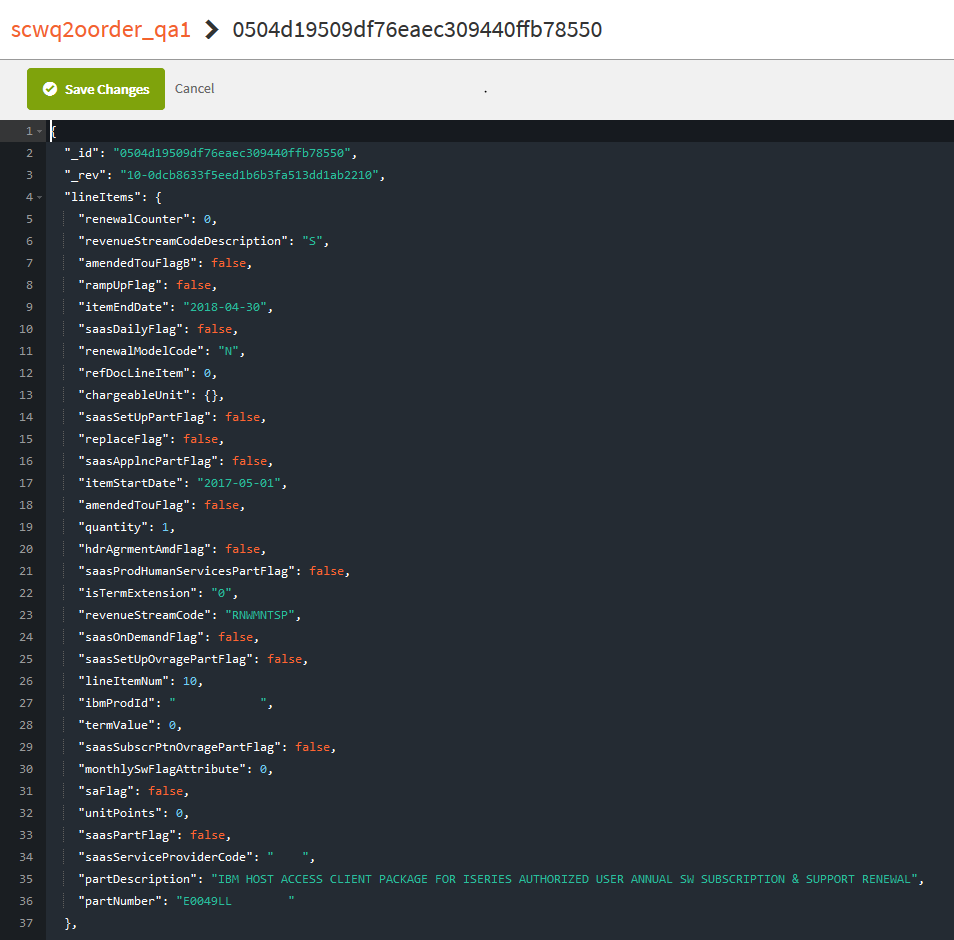 scwq2oorder_qa1 > 0504d19509df76eaec309440ffb78550
Save Changes Cancel .
1 {
2 "_id": "0504d19509df76eaec309440ffb78550",
3 "_rev": "10-0dcb8633f5eed1b6b3fa513dd1ab2210",
4 "lineItems": {
5 "renewalCounter": 0,
6 "revenueStreamCodeDescription": "S",
7 "amendedTouFlagB": false,
8 "rampUpFlag": false,
9 "itemEndDate": "2018-04-30",
10 "saasDailyFlag": false,
11 "renewalModelCode": "N",
12 "refDocLineItem": 0,
13 "chargeableUnit": {},
14 "saasSetUpPartFlag": false,
15 "replaceFlag": false,
16 "saasApplncPartFlag": false,
17 "itemStartDate": "2017-05-01",
18 "amendedTouFlag": false,
19 "quantity": 1,
20 "hdrAgrmentAmdFlag": false,
21 "saasProdHumanServicesPartFlag": false,
22 "isTermExtension": "0",
23 "revenueStreamCode": "RNWMNTSP",
24 "saasOnDemandFlag": false,
25 "saasSetUpOvragePartFlag": false,
26 "lineItemNum": 10,
27 "ibmProdId": "            ",
28 "termValue": 0,
29 "saasSubscrPtnOvragePartFlag": false,
30 "monthlySwFlagAttribute": 0,
31 "saFlag": false,
32 "unitPoints": 0,
33 "saasPartFlag": false,
34 "saasServiceProviderCode": "    ",
35 "partDescription": "IBM HOST ACCESS CLIENT PACKAGE FOR ISERIES AUTHORIZED USER ANNUAL SW SUBSCRIPTION & SUPPORT RENEWAL",
36 "partNumber": "E0049LL        "
37 },